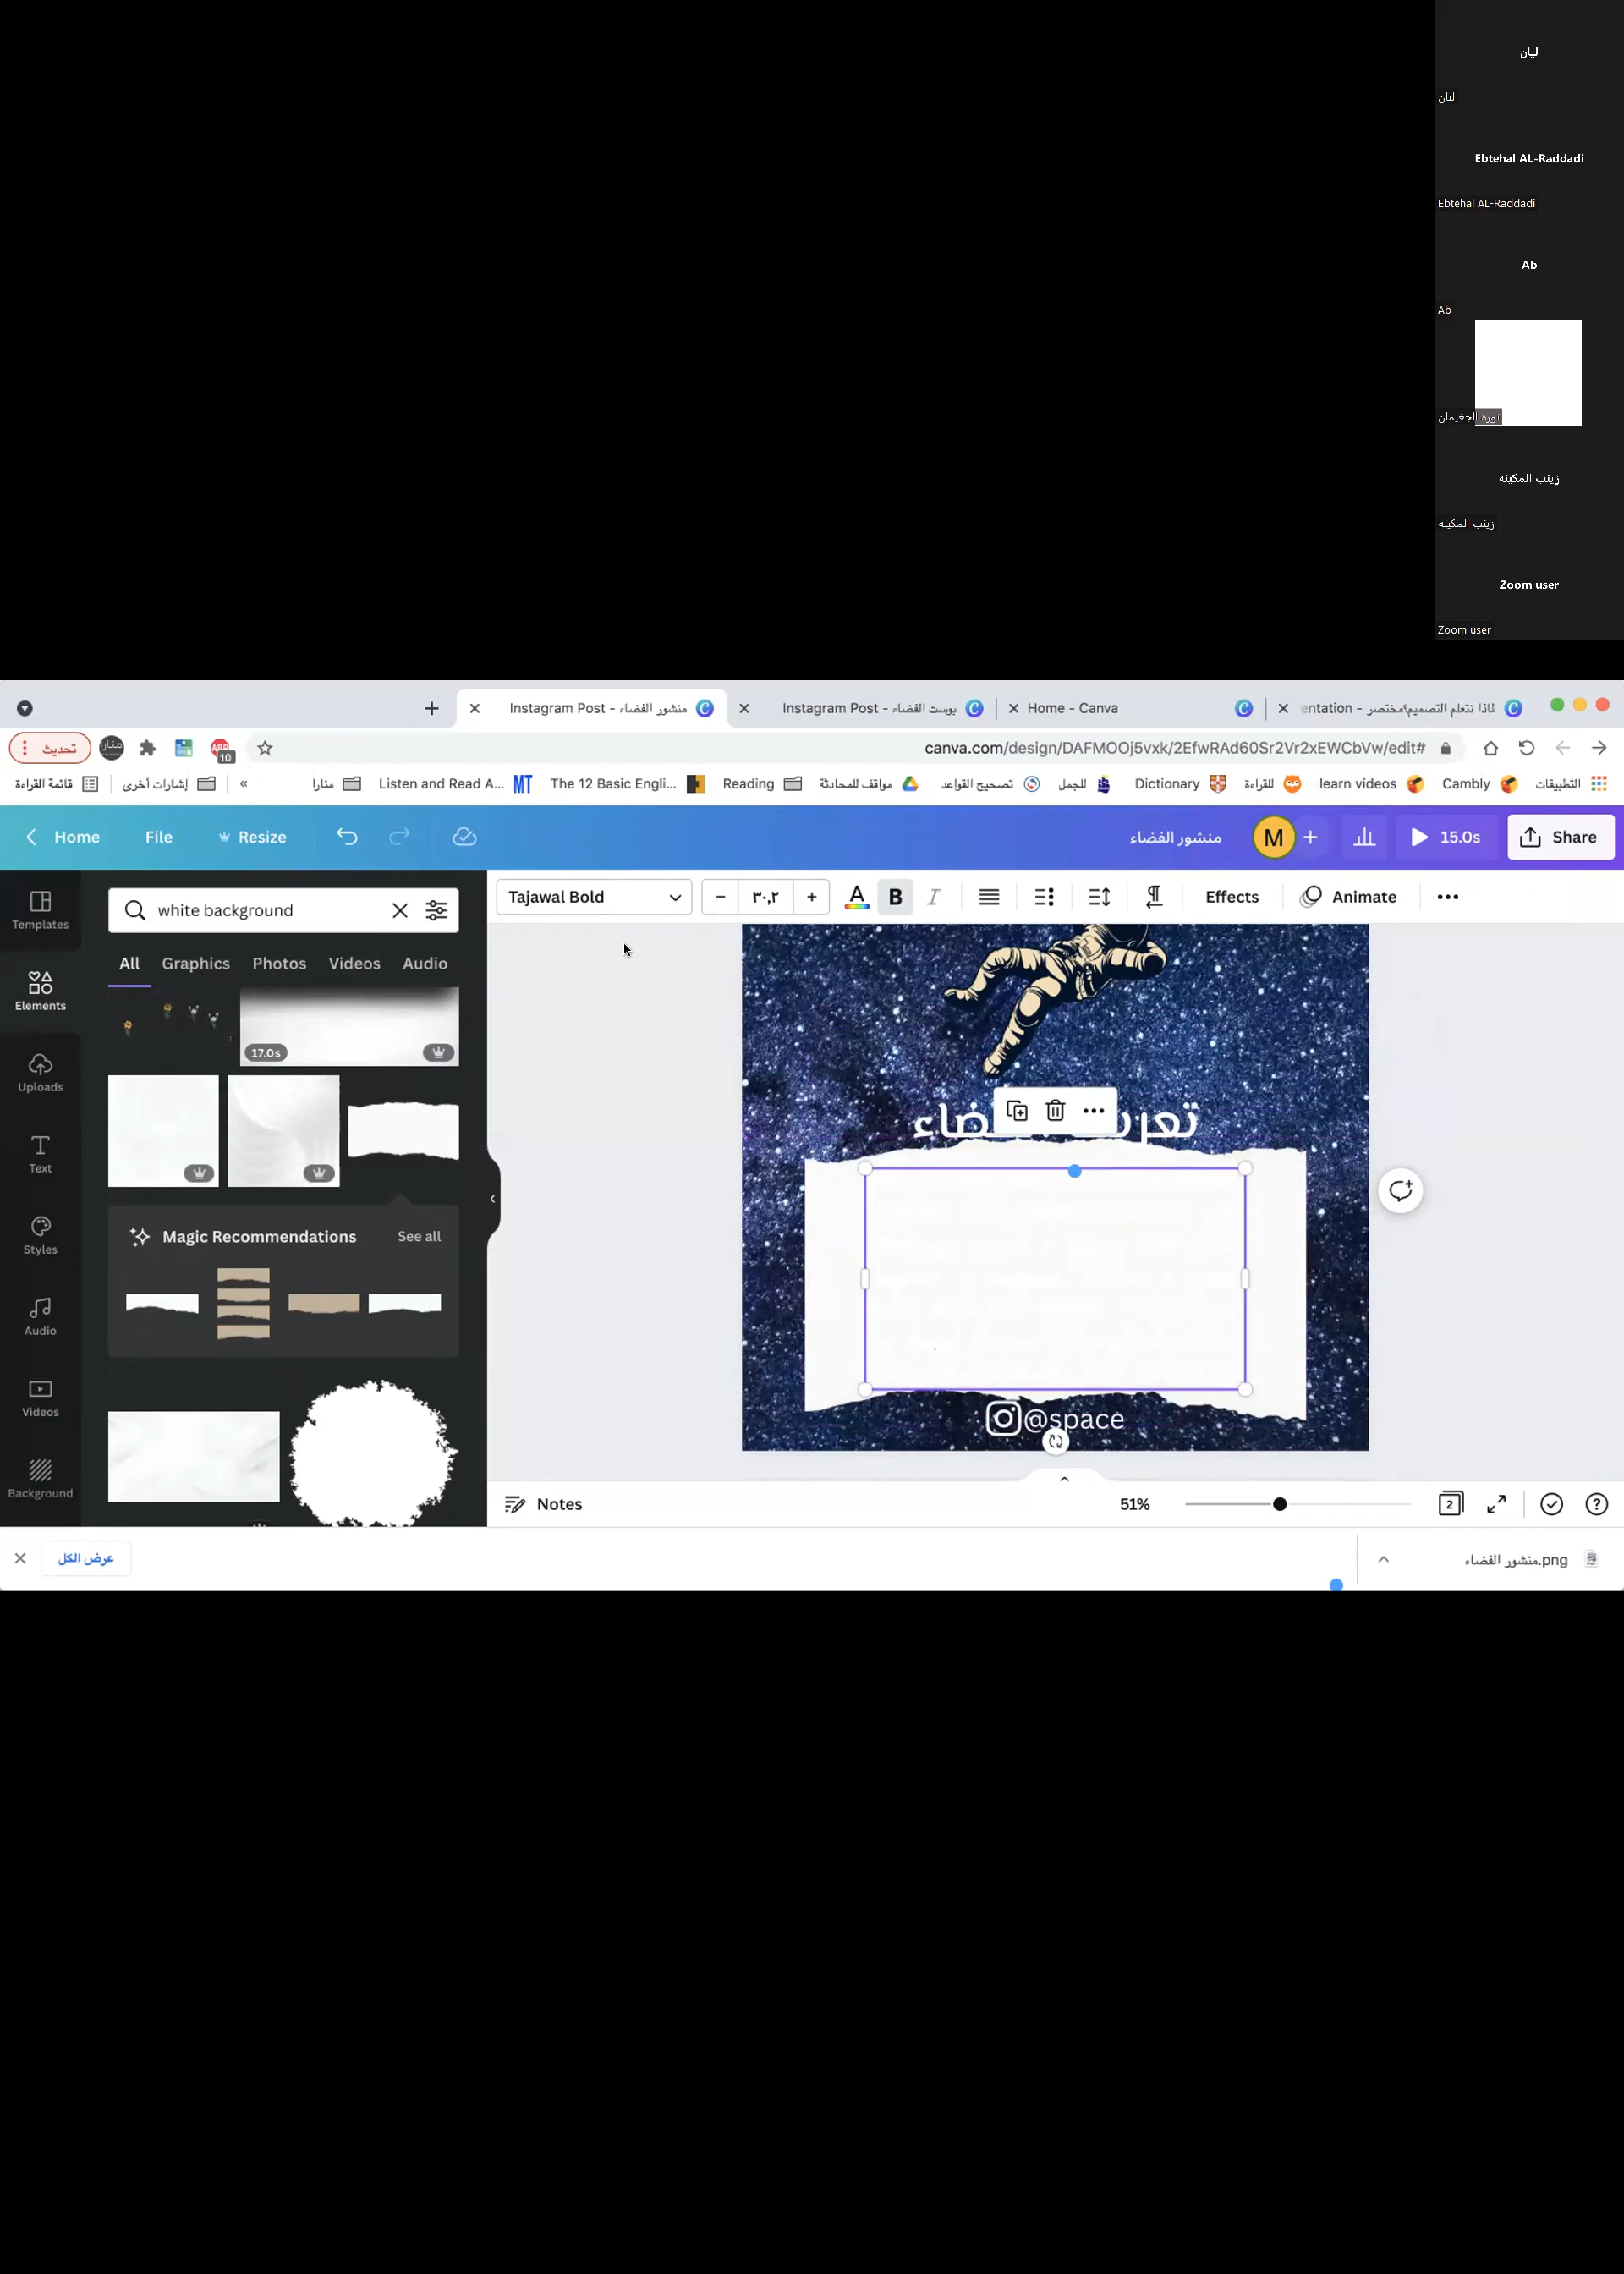 ليان
ليان
Ebtehal AL-Raddadi
Ebtehal AL-Raddadi
Ab
Ab
نوره الجغيمان
زينب المكينه
زينب المكينه
Zoom user
Zoom user
Instagram Post - منشور الفضاء
Instagram Post - بوست الفضاء
Home - Canva
لماذا نتعلم التصميم؟مختصر - entation
تحديث
منار
ABP
10
canva.com/design/DAFMOOj5vxk/2EfwRAd60Sr2Vr2xEWCbVw/edit#
قائمة القراءة
إشارات أخرى
»
منارا
Listen and Read A...
MT
The 12 Basic Engli...
Reading
مواقف للمحادثة
تصحيح القواعد
للجمل
Dictionary
للقراءة
learn videos
Cambly
التطبيقات
Home
File
Resize
منشور الفضاء
M
15.0s
Share
Templates
Elements
Uploads
Text
Styles
Audio
Videos
Background
white background
All
Graphics
Photos
Videos
Audio
17.0s
Magic Recommendations
See all
Tajawal Bold
٣٠,٢
A
B
I
Effects
Animate
@space
Notes
51%
2
عرض الكل
منشور الفضاء.png